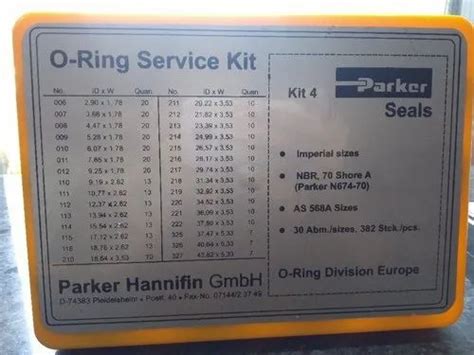 O-Ring Service Kit
No. ID x W Quan. No. ID x W Quan.
006 2,90 x 1,78 20 211 20,22 x 3,53 10
007 3,68 x 1,78 20 212 21,82 x 3,53 10
008 4,47 x 1,78 20 213 23,39 x 3,53 10
009 5,28 x 1,78 20 214 24,99 x 3,53 10
010 6,07 x 1,78 20 215 26,57 x 3,53 10
011 7,65 x 1,78 20 216 x 3,53 10
012 9,25 x 1,78 20 217 29,74 x 3,53 10
110 9,19 x 2,62 13 218 31,34 x 3,53 10
111 10,77 x 2,62 13 219 32,92 x 3,53 10
112 12,37 x 2,62 13 220 34,52 x 3,53 10
113 13,94 x 2,62 13 221 36,09 x 3,53 10
114 15,54 x 2,62 13 222 37,69 x 3,53 10
115 17,12 x 2,62 13 325 37,47 x 5,33 7
116 x 2,62 13 326 40,64 x 5,33 7
210 18,64 x 3,53 10 327 43,82 x 5,33 7
Parker Hannifin GmbH
D-74383 Pleidelsheim • Postf. 40 • Fax-No. 07144/2 37 49
Kit 4
Parker
Seals
• Imperial sizes
• NBR, 70 Shore A
(Parker N674-70)
• AS 568A Sizes
• 30 Abm./sizes, 382 Stck./pcs.
O-Ring Division Europe